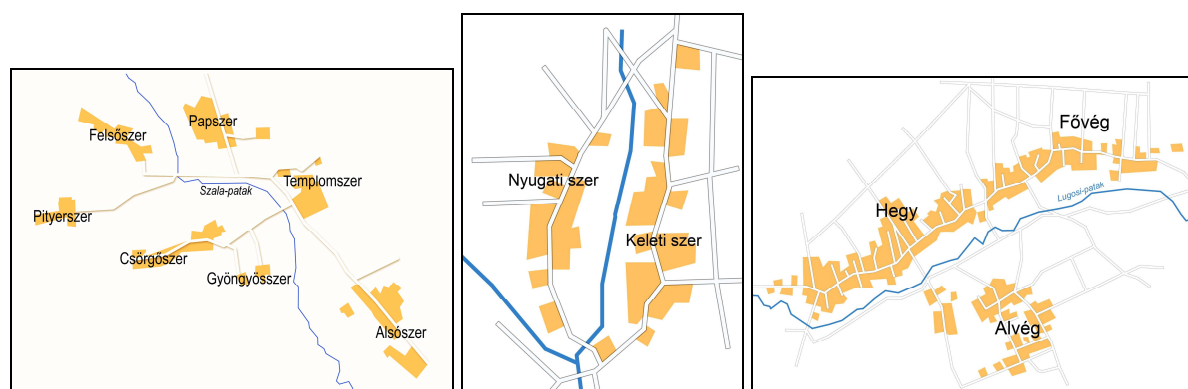 Papszer
Felsőszer
Templomszer
Szala-patak
Pityerszer
Csörgőszer
Gyöngyösszer
Alsószer
Nyugati szer
Keleti szer
Fővég
Lugosi-patak
Hegy
Alvég